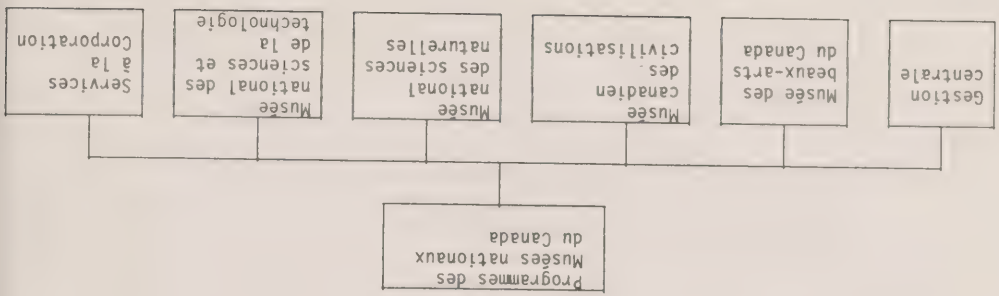 Programmes des
Musées nationaux
du Canada
Gestion
centrale
Musée des
beaux-arts
du Canada
Musée
canadien
des
civilisations
Musée
national
des sciences
naturelles
Musée
national des
sciences et
de la
technologie
Services
à la
Corporation